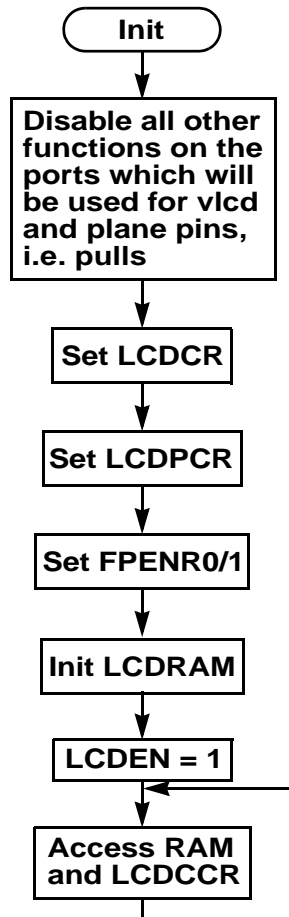 Init
Disable all other
functions on the
ports which will
be used for vlcd
and plane pins,
i.e. pulls
Set LCDCR
Set LCDPCR
Set FPENR0/1
Init LCDRAM
LCDEN = 1
Access RAM
and LCDCCR